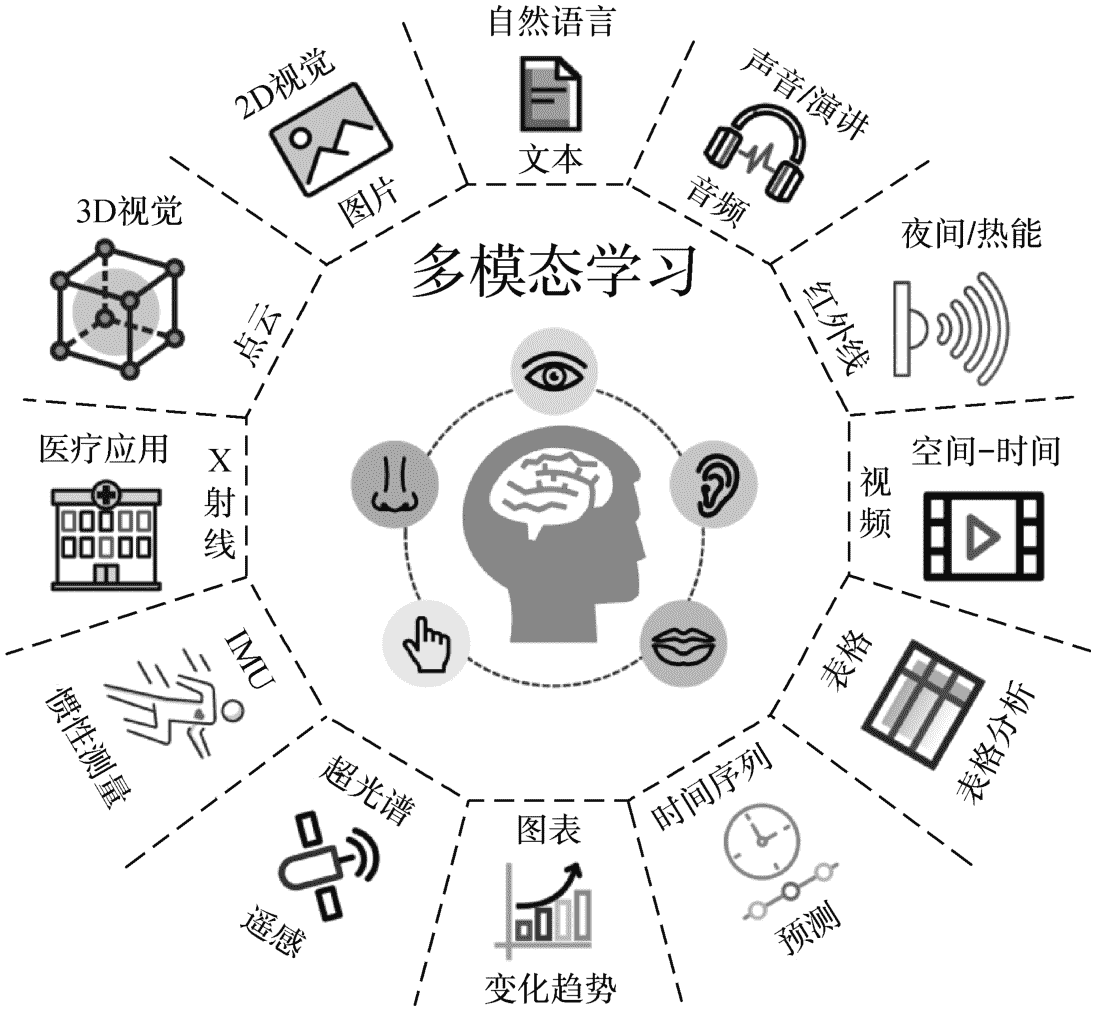 自然语言
文本
声音/演讲
音频
夜间/热能
红外线
空间-时间
视频
表格
表格分析
时间序列
预测
图表
变化趋势
超光谱
遥感
IMU
惯性测量
医疗应用
X射线
3D视觉
点云
2D视觉
图片
多模态学习